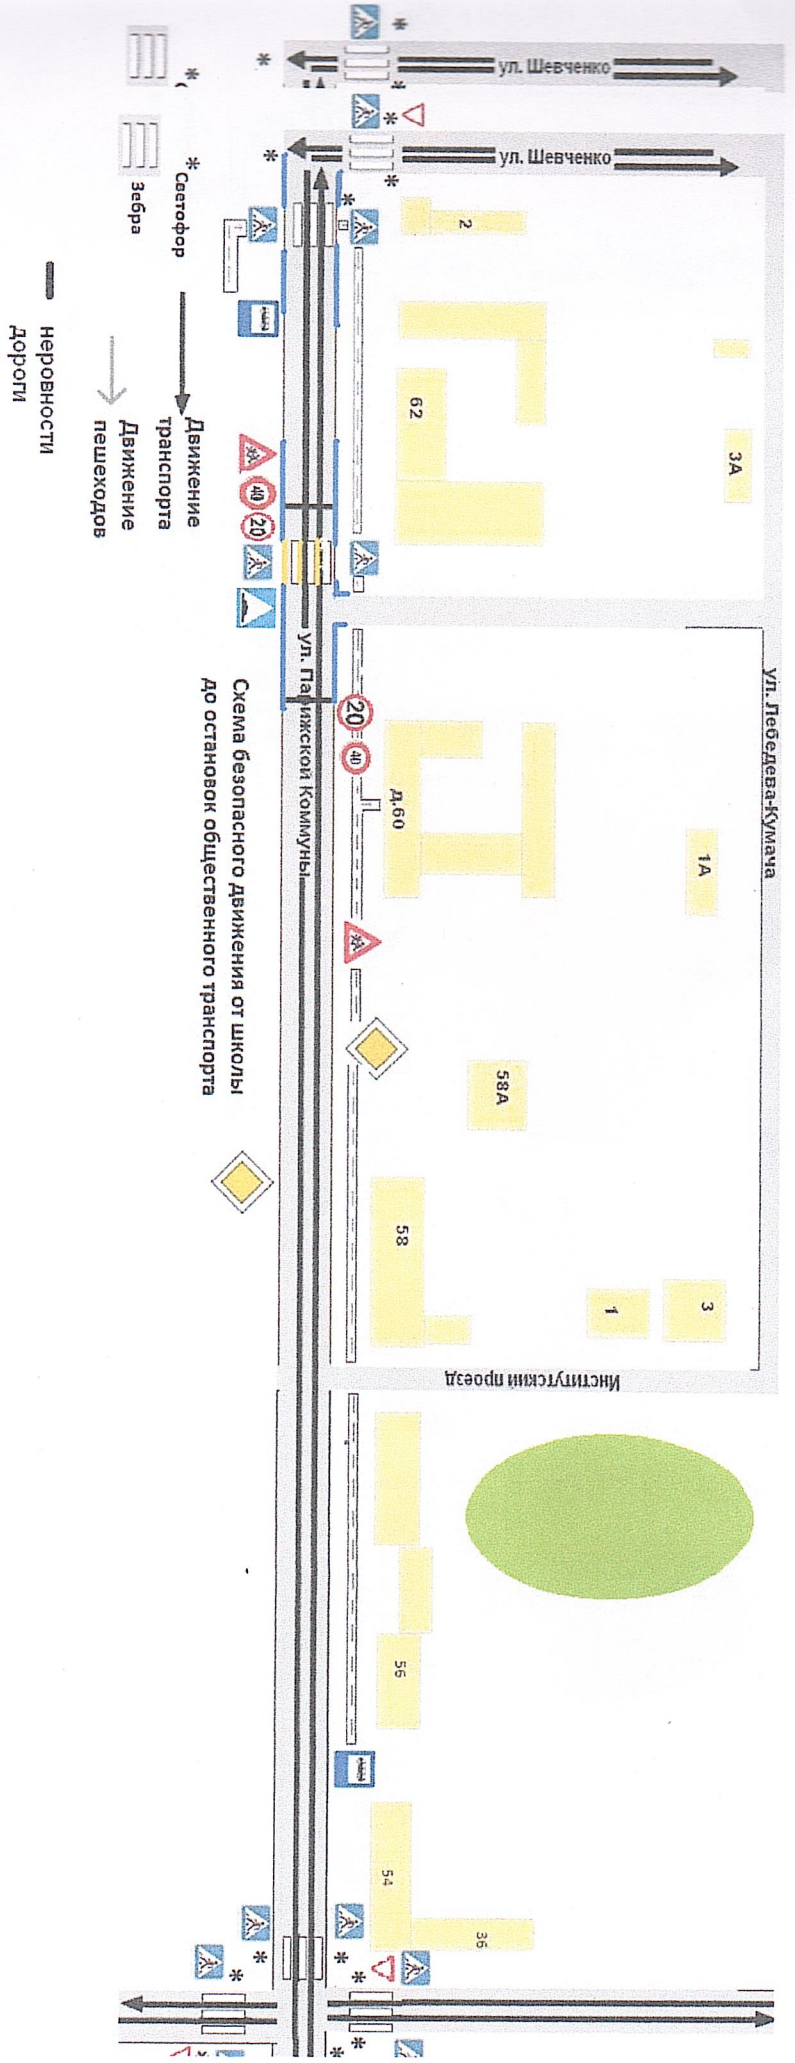 ул. Шевченко
ул. Шевченко
2
62
3А
ул. Лебедева-Кумача
ул. Парижской Коммуны
20
40
д.60
1А
58А
58
1
3
Институтский проезд
56
54
36
40
20
Схема безопасного движения от школы
до остановок общественного транспорта
* Светофор
Зебра
Движение
транспорта
Движение
пешеходов
неровности
дороги